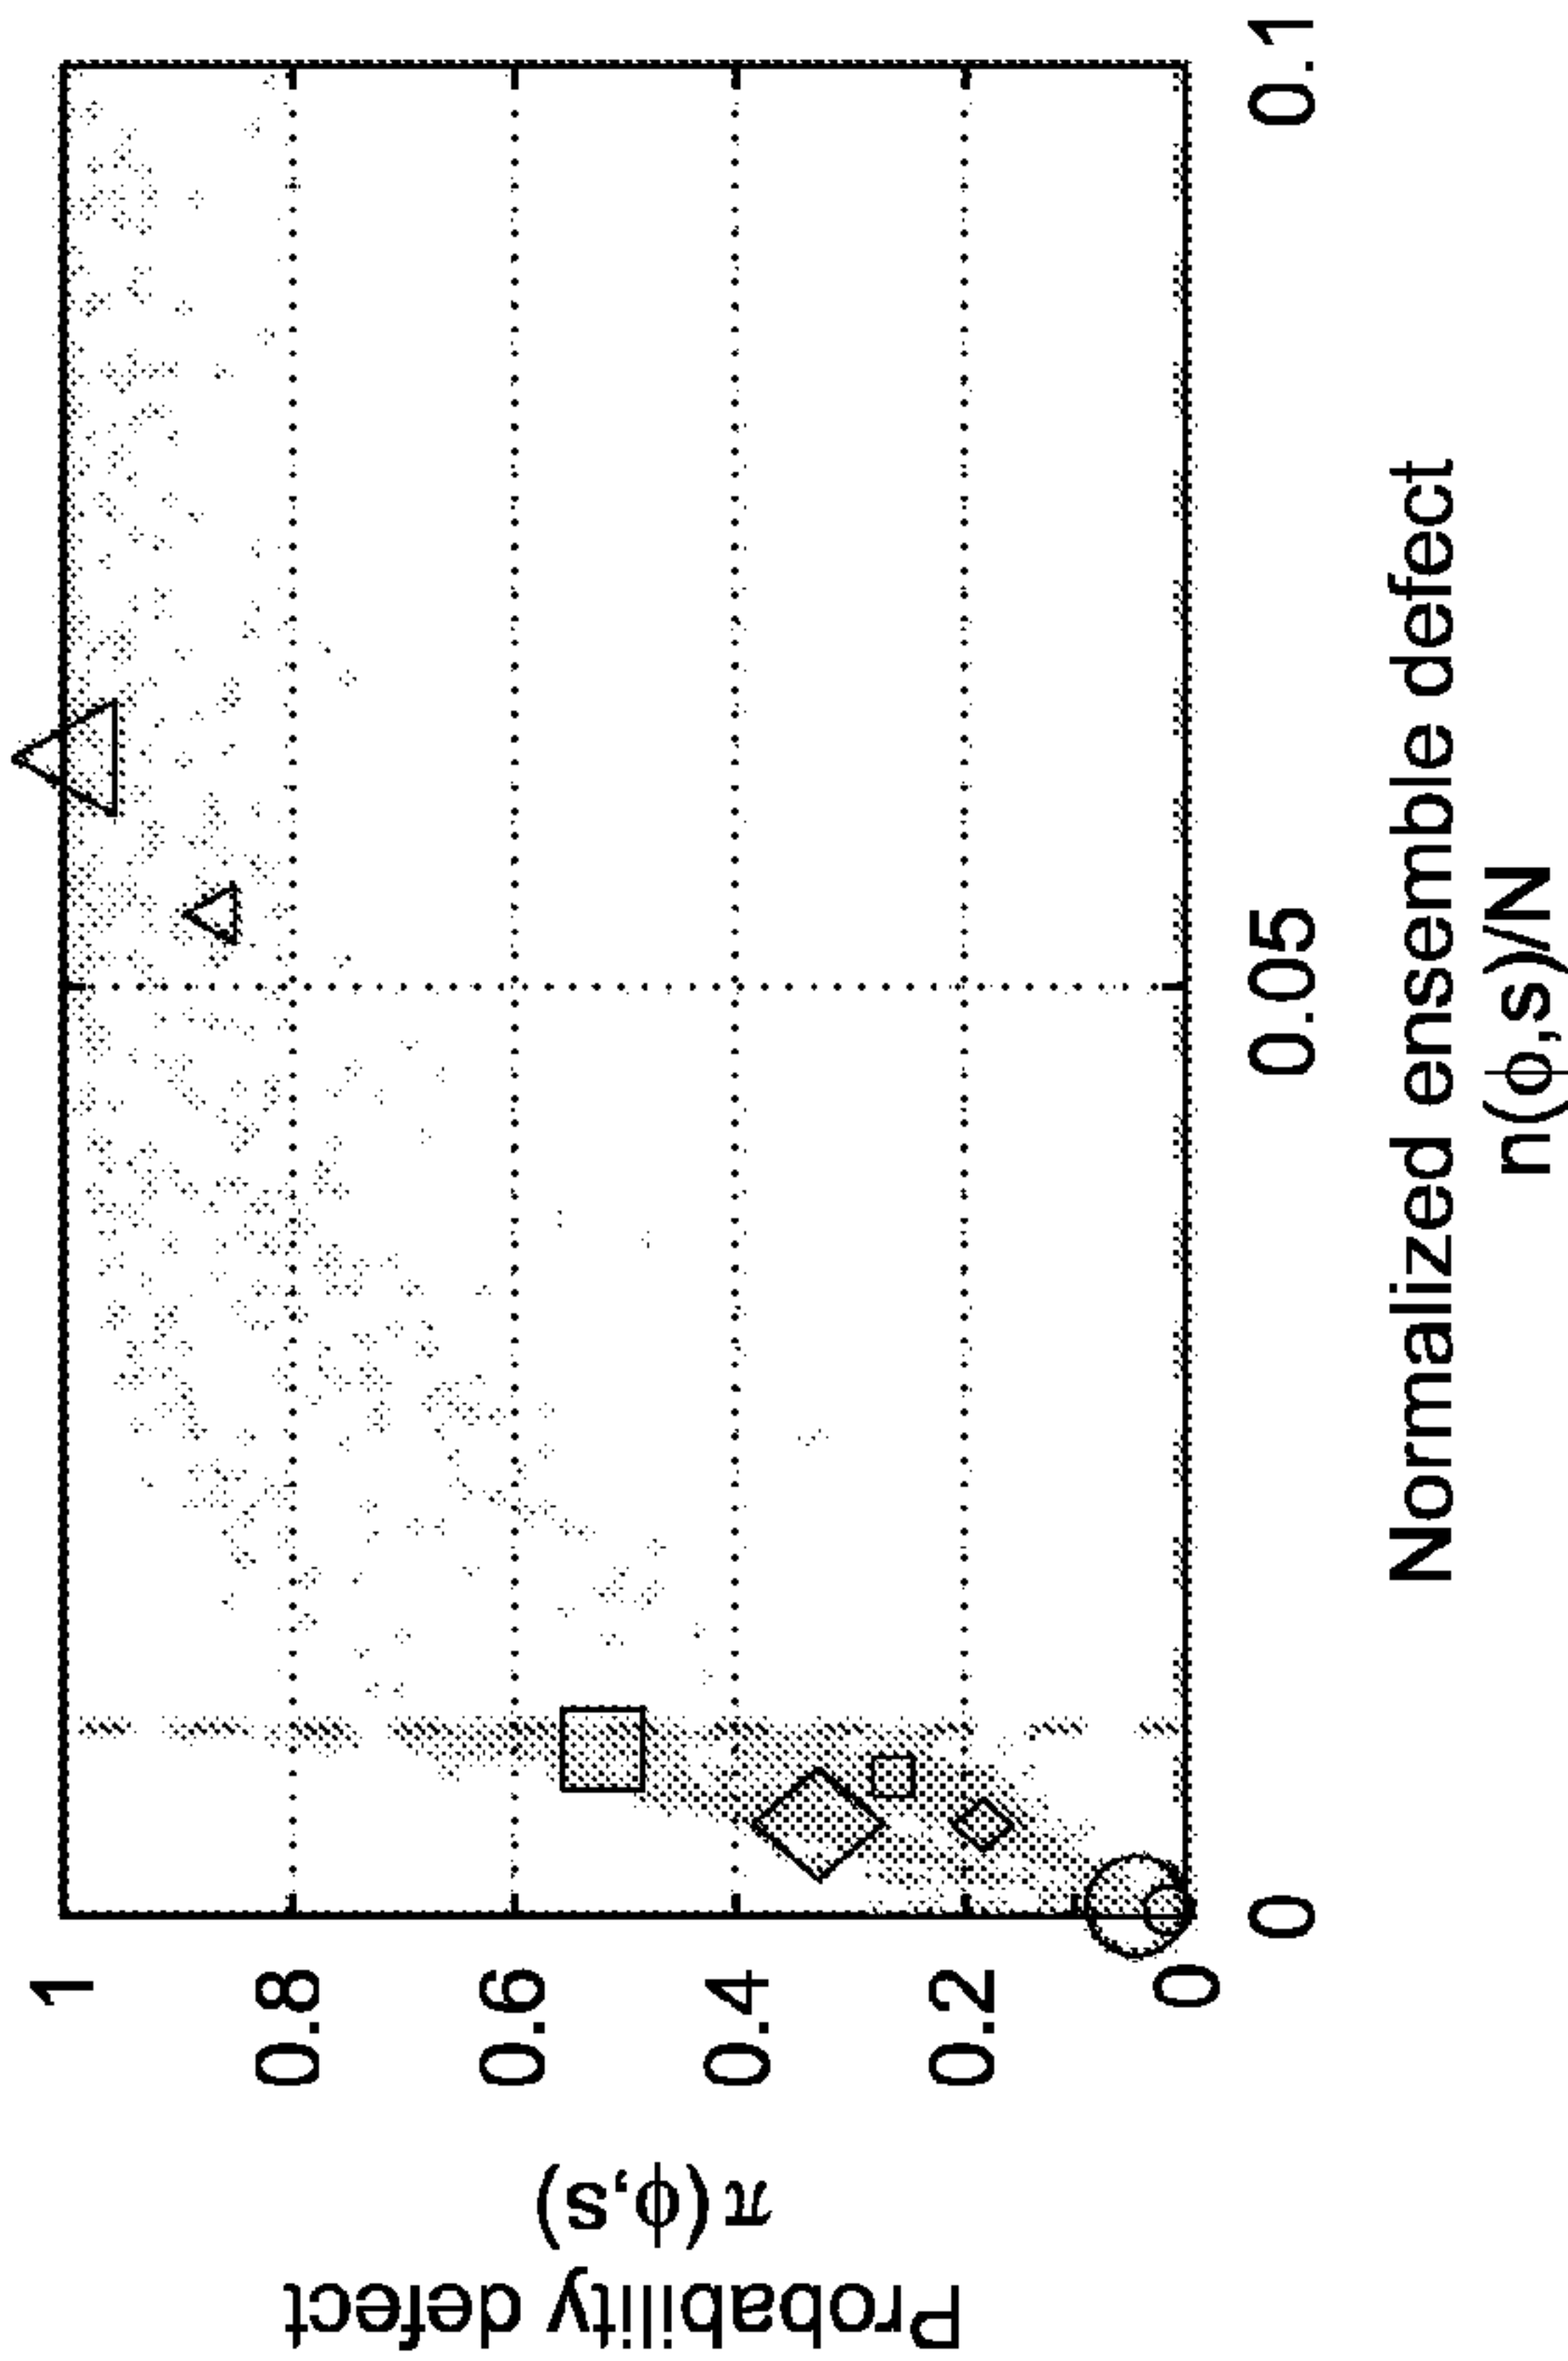 Probability defect
π(ϕ,s)
1
0.8
0.6
0.4
0.2
0
0
0.05
0.1
Normalized ensemble defect
n(ϕ,s)/N